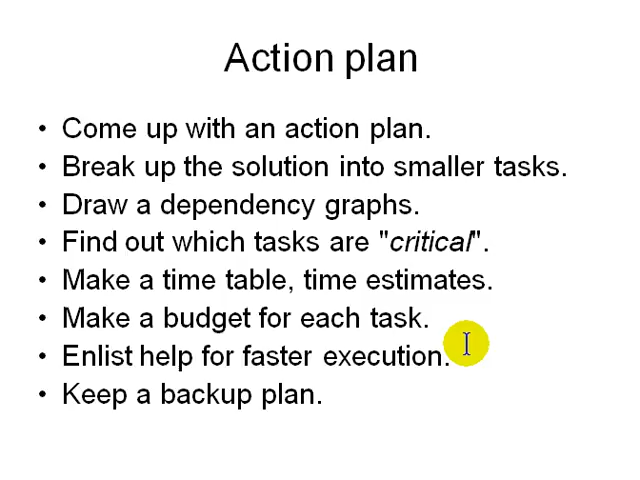 Action plan
• Come up with an action plan.
• Break up the solution into smaller tasks.
• Draw a dependency graphs.
• Find out which tasks are "critical".
• Make a time table, time estimates.
• Make a budget for each task.
• Enlist help for faster execution.
• Keep a backup plan.